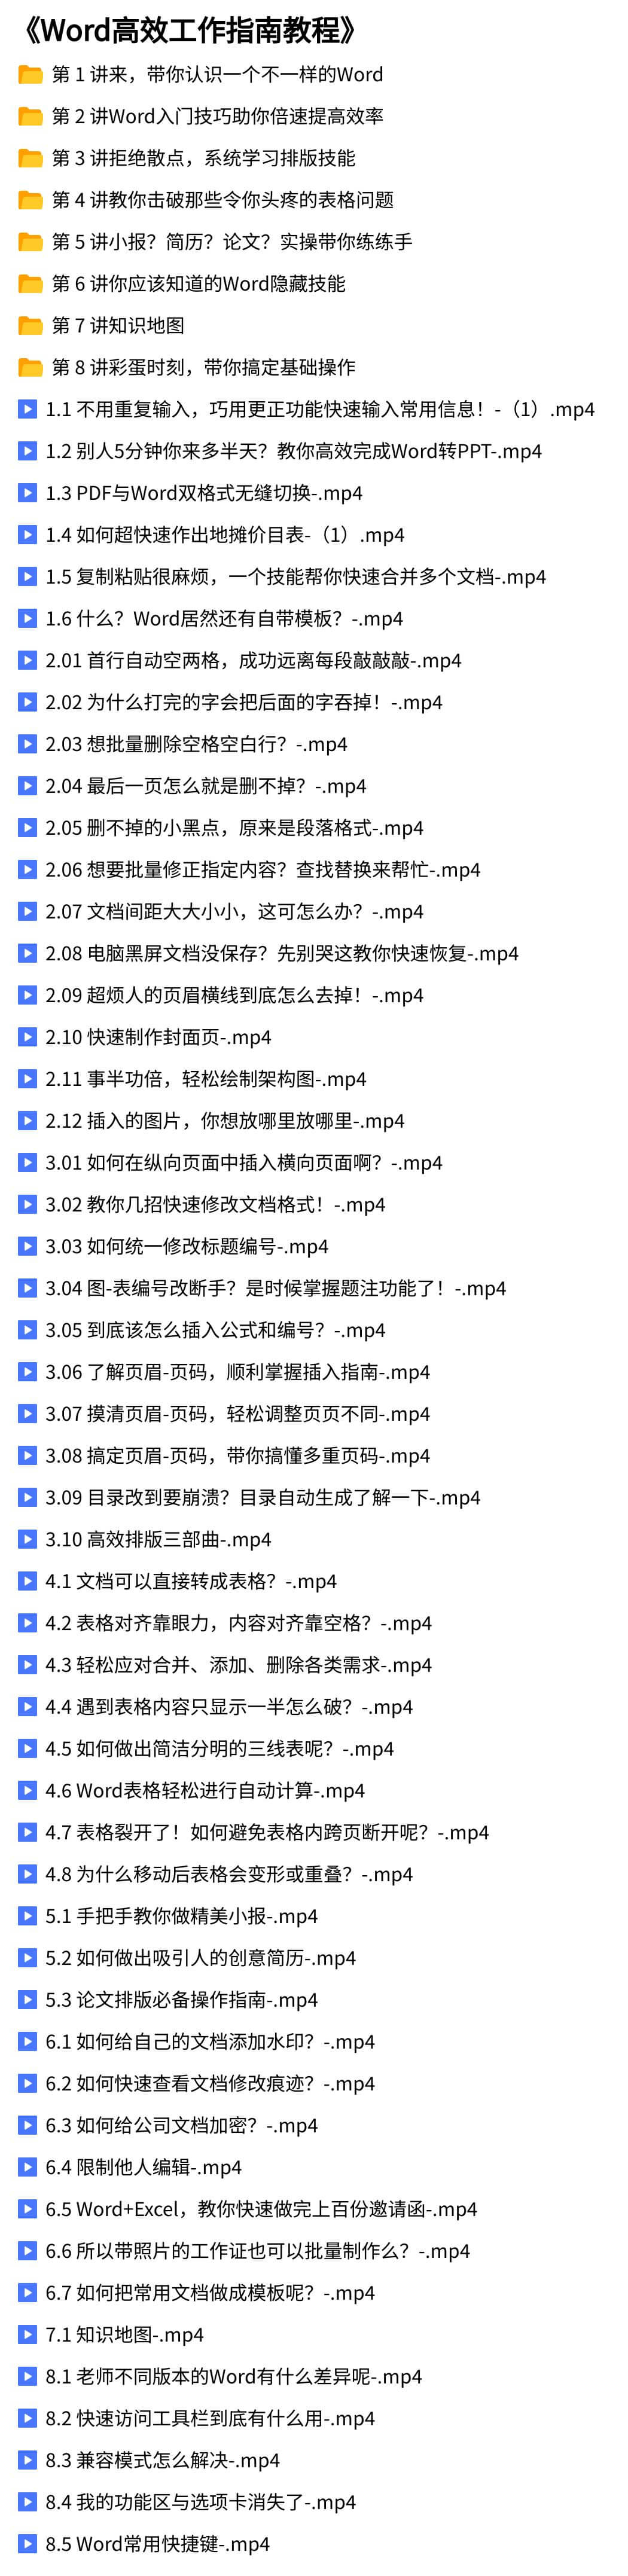 《Word高效工作指南教程》
第 1 讲来，带你认识一个不一样的Word
第 2 讲Word入门技巧助你倍速提高效率
第 3 讲拒绝散点，系统学习排版技能
第 4 讲教你击破那些令你头疼的表格问题
第 5 讲小报？简历？论文？实操带你练练手
第 6 讲你应该知道的Word隐藏技能
第 7 讲知识地图
第 8 讲彩蛋时刻，带你搞定基础操作
1.1 不用重复输入，巧用更正功能快速输入常用信息！-（1）.mp4
1.2 别人5分钟你来多半天？教你高效完成Word转PPT-.mp4
1.3 PDF与Word双格式无缝切换-.mp4
1.4 如何超快速作出地摊价目表-（1）.mp4
1.5 复制粘贴很麻烦，一个技能帮你快速合并多个文档-.mp4
1.6 什么？Word居然还有自带模板？-.mp4
2.01 首行自动空两格，成功远离每段敲敲敲-.mp4
2.02 为什么打完的字会把后面的字吞掉！-.mp4
2.03 想批量删除空格空白行？-.mp4
2.04 最后一页怎么就是删不掉？-.mp4
2.05 删不掉的小黑点，原来是段落格式-.mp4
2.06 想要批量修正指定内容？查找替换来帮忙-.mp4
2.07 文档间距大大小小，这可怎么办？-.mp4
2.08 电脑黑屏文档没保存？先别哭这教你快速恢复-.mp4
2.09 超烦人的页眉横线到底怎么去掉！-.mp4
2.10 快速制作封面页-.mp4
2.11 事半功倍，轻松绘制架构图-.mp4
2.12 插入的图片，你想放哪里放哪里-.mp4
3.01 如何在纵向页面中插入横向页面啊？-.mp4
3.02 教你几招快速修改文档格式！-.mp4
3.03 如何统一修改标题编号-.mp4
3.04 图-表编号改断手？是时候掌握题注功能了！-.mp4
3.05 到底该怎么插入公式和编号？-.mp4
3.06 了解页眉-页码，顺利掌握插入指南-.mp4
3.07 摸清页眉-页码，轻松调整页页不同-.mp4
3.08 搞定页眉-页码，带你搞懂多重页码-.mp4
3.09 目录改到要崩溃？目录自动生成了解一下-.mp4
3.10 高效排版三部曲-.mp4
4.1 文档可以直接转成表格？-.mp4
4.2 表格对齐靠眼力，内容对齐靠空格？-.mp4
4.3 轻松应对合并、添加、删除各类需求-.mp4
4.4 遇到表格内容只显示一半怎么破？-.mp4
4.5 如何做出简洁分明的三线表呢？-.mp4
4.6 Word表格轻松进行自动计算-.mp4
4.7 表格裂开了！如何避免表格内跨页断开呢？-.mp4
4.8 为什么移动后表格会变形或重叠？-.mp4
5.1 手把手教你做精美小报-.mp4
5.2 如何做出吸引人的创意简历-.mp4
5.3 论文排版必备操作指南-.mp4
6.1 如何给自己的文档添加水印？-.mp4
6.2 如何快速查看文档修改痕迹？-.mp4
6.3 如何给公司文档加密？-.mp4
6.4 限制他人编辑-.mp4
6.5 Word+Excel，教你快速做完上百份邀请函-.mp4
6.6 所以带照片的工作证也可以批量制作么？-.mp4
6.7 如何把常用文档做成模板呢？-.mp4
7.1 知识地图-.mp4
8.1 老师不同版本的Word有什么差异呢-.mp4
8.2 快速访问工具栏到底有什么用-.mp4
8.3 兼容模式怎么解决-.mp4
8.4 我的功能区与选项卡消失了-.mp4
8.5 Word常用快捷键-.mp4